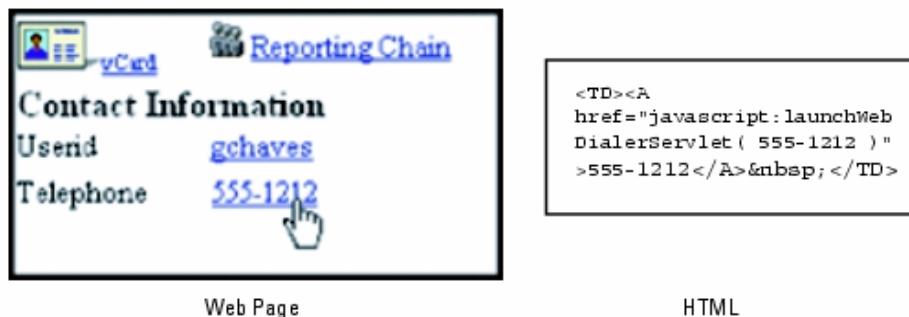 vCard
Reporting Chain
Contact Information
Userid gchaves
Telephone 555-1212
Web Page
<TD><A
href="javascript:launchWeb
DialerServlet( 555-1212 )"
>555-1212</A>&nbsp;</TD>
HTML